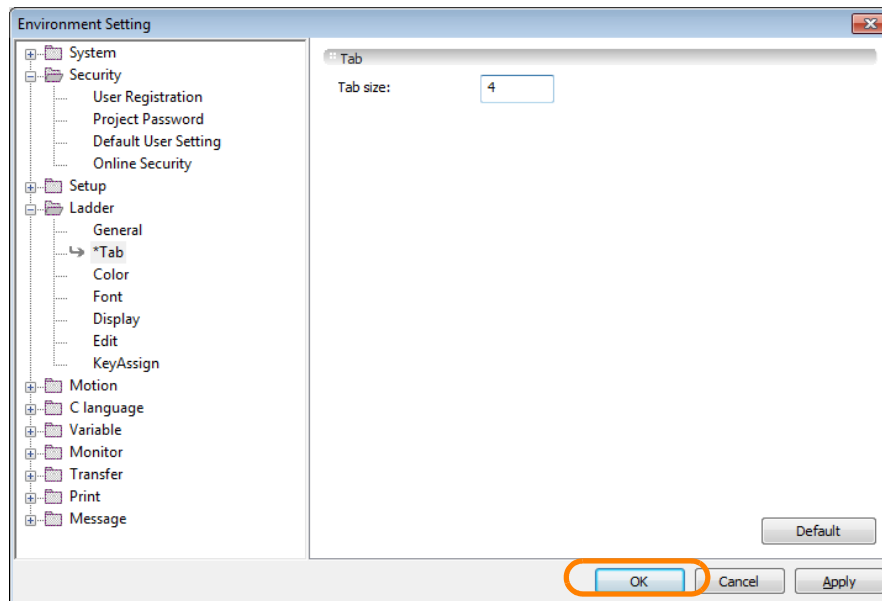 Environment Setting
System
Security
User Registration
Project Password
Default User Setting
Online Security
Setup
Ladder
General
*Tab
Color
Font
Display
Edit
KeyAssign
Motion
C language
Variable
Monitor
Transfer
Print
Message
Tab
Tab size: 4
Default
OK Cancel Apply